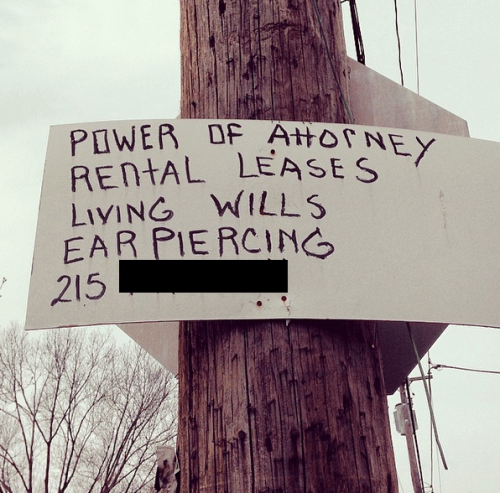 POWER OF AttorNEY
RENTAL LEASES
LIVING WILLS
EAR PIERCING
215